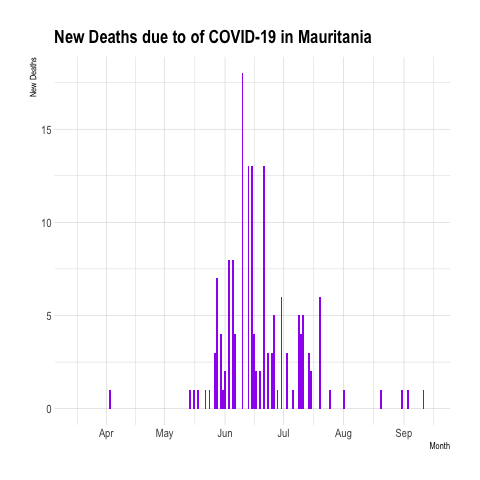 New Deaths due to of COVID-19 in Mauritania
New Deaths
15
10
5
0
Apr May Jun Jul Aug Sep
Month